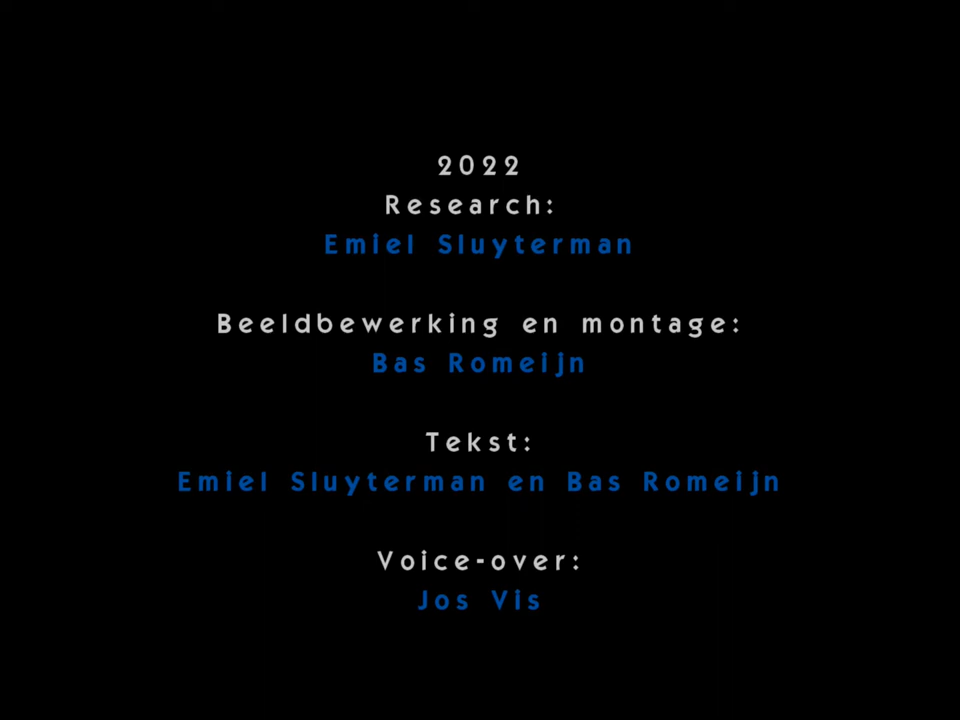 2022
Research:
Emiel Sluyterman
Beeldbewerking en montage:
Bas Romeijn
Tekst:
Emiel Sluyterman en Bas Romeijn
Voice-over:
Jos Vis